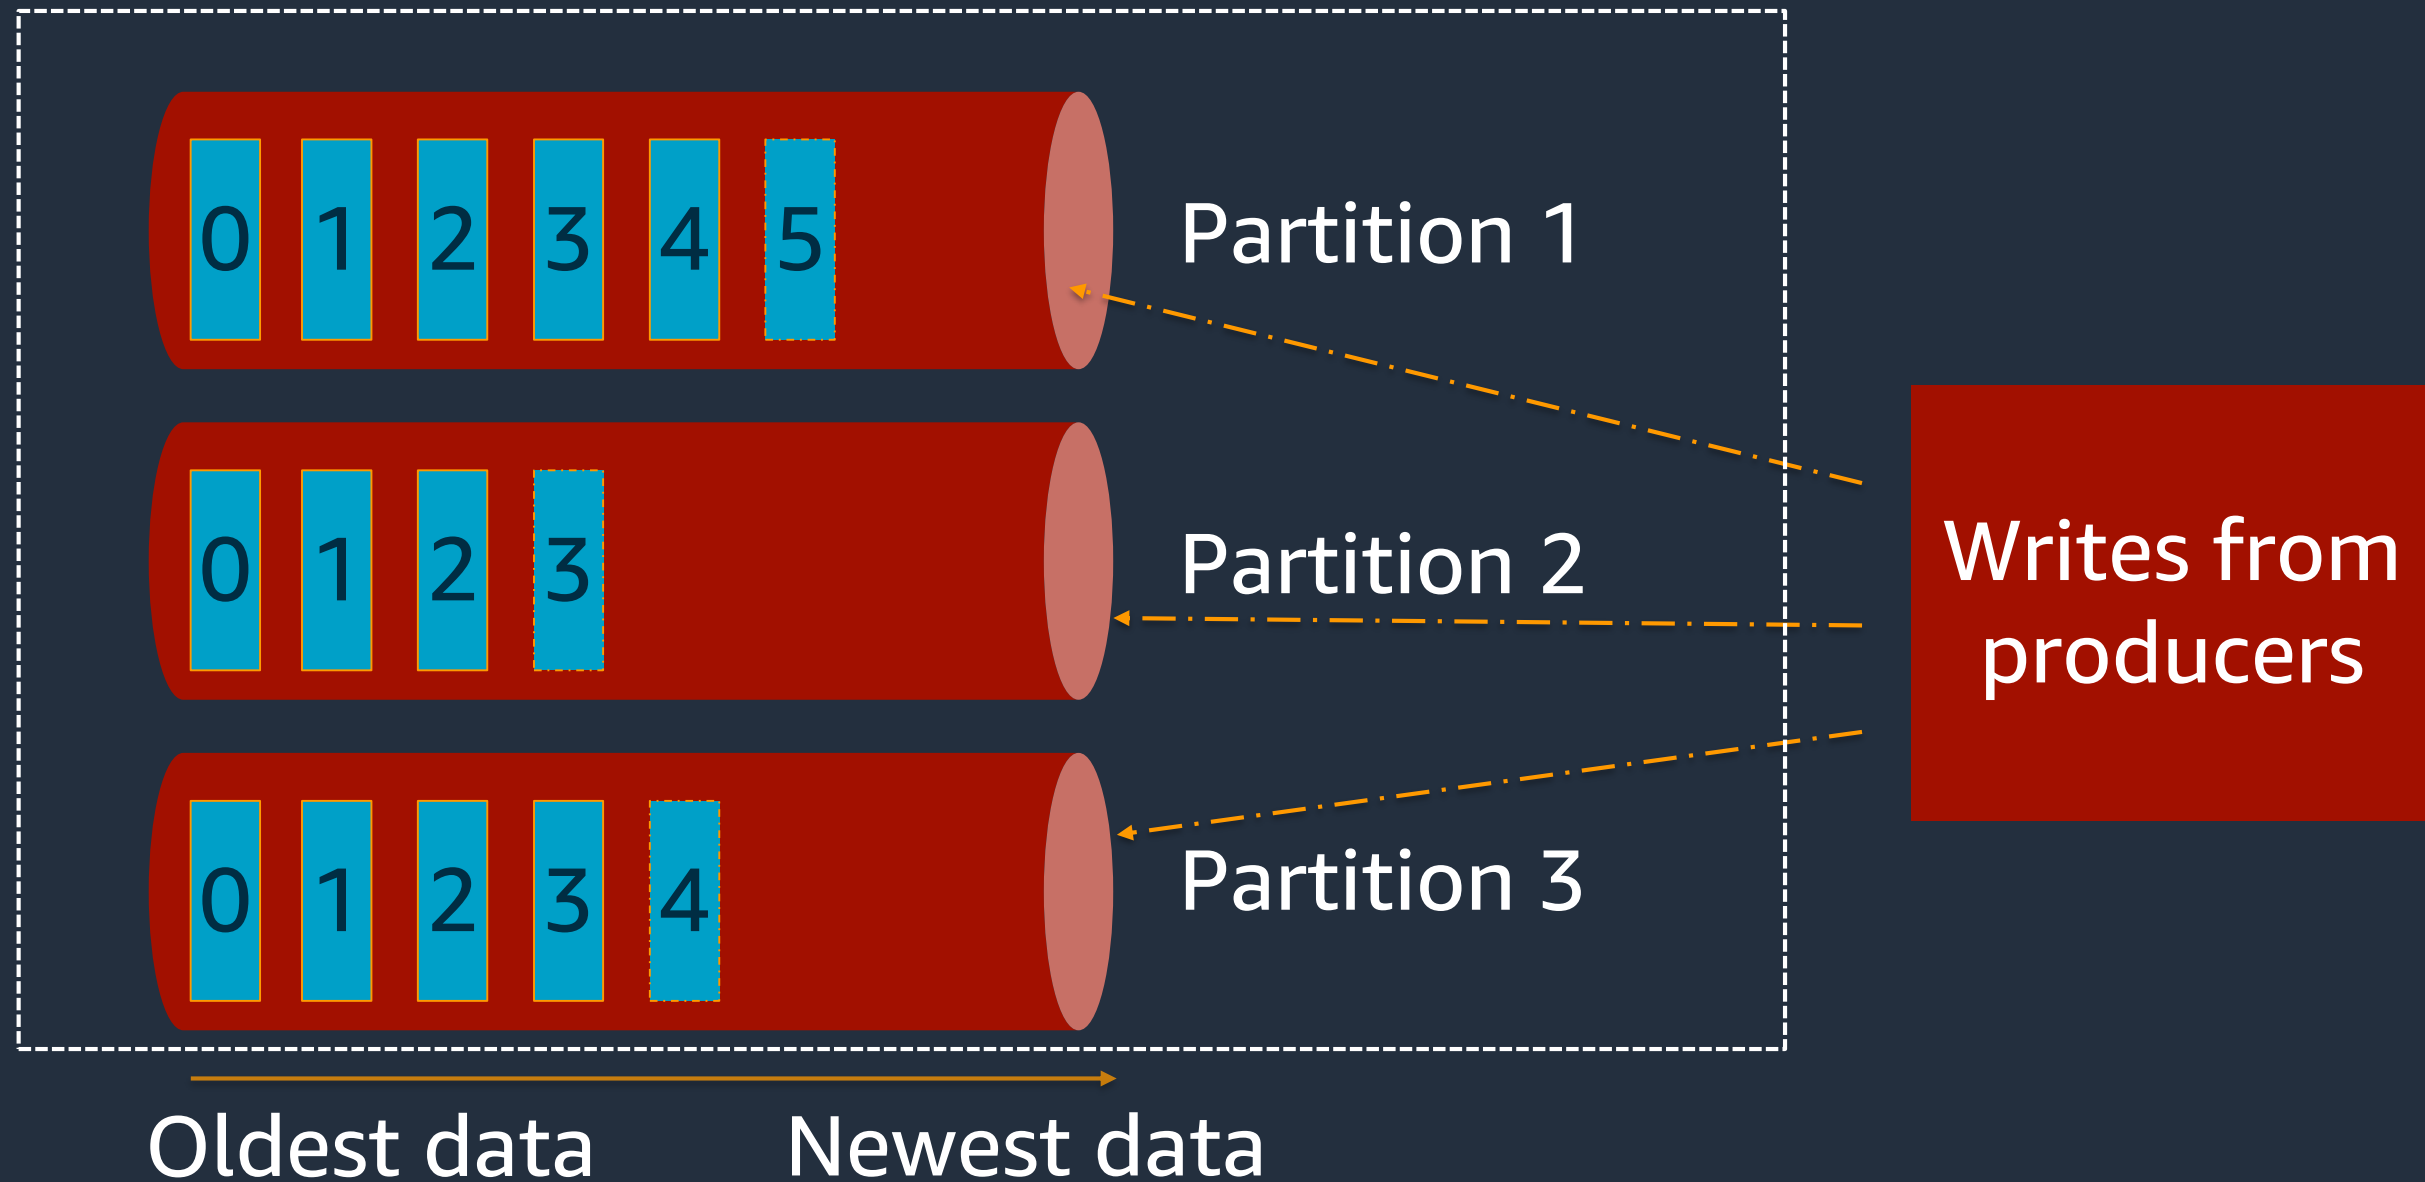 0 1 2 3 4 5
Partition 1
0 1 2 3
Partition 2
0 1 2 3 4
Partition 3
Writes from
producers
Oldest data
Newest data